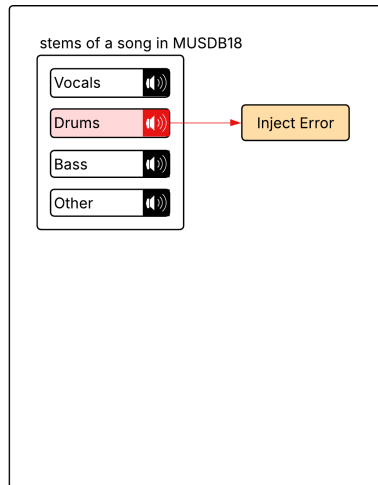 stems of a song in MUSDB18
Vocals
Drums
Inject Error
Bass
Other